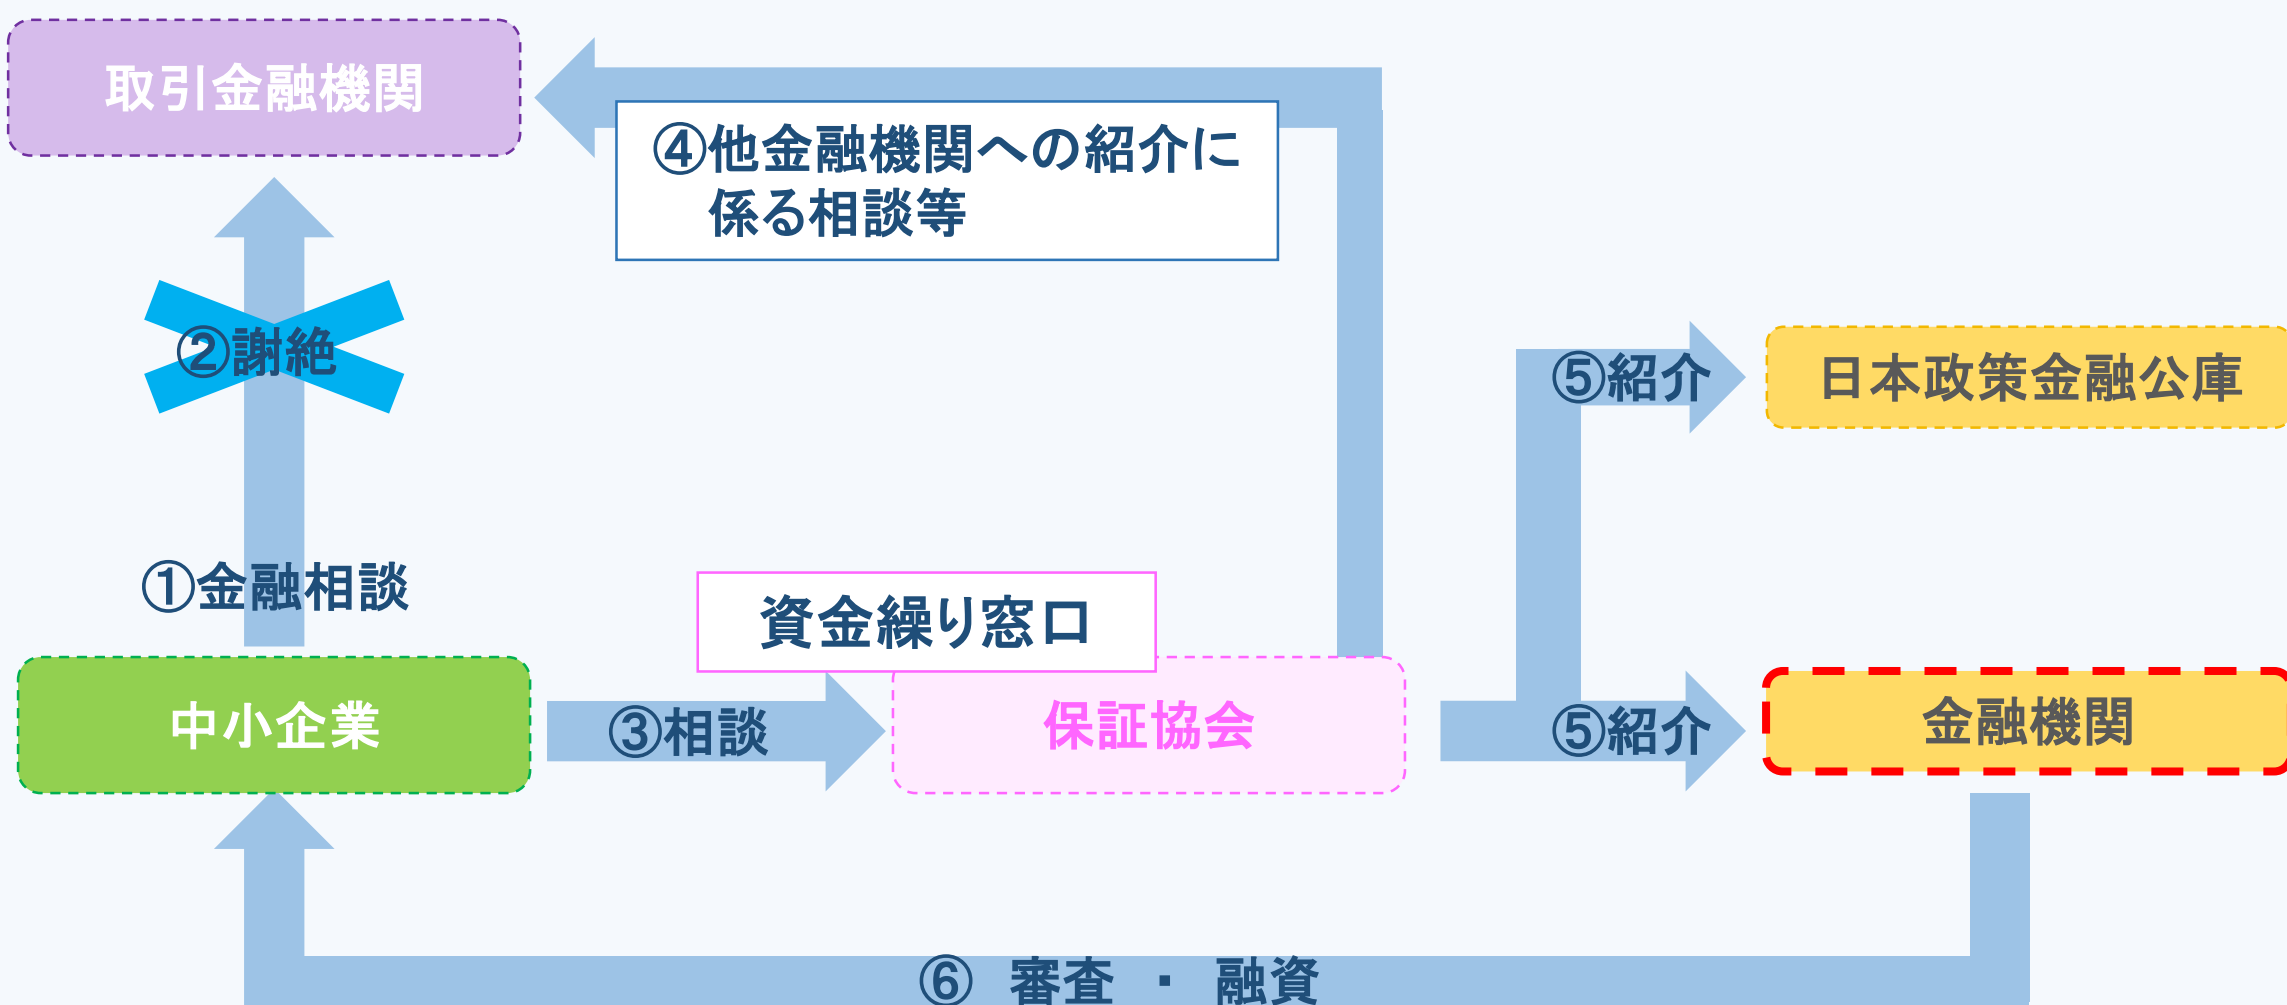 取引金融機関
④他金融機関への紹介に
係る相談等
②謝絶
⑤紹介
日本政策金融公庫
①金融相談
資金繰り窓口
中小企業
③相談
保証協会
⑤紹介
金融機関
⑥ 審査 ・ 融資